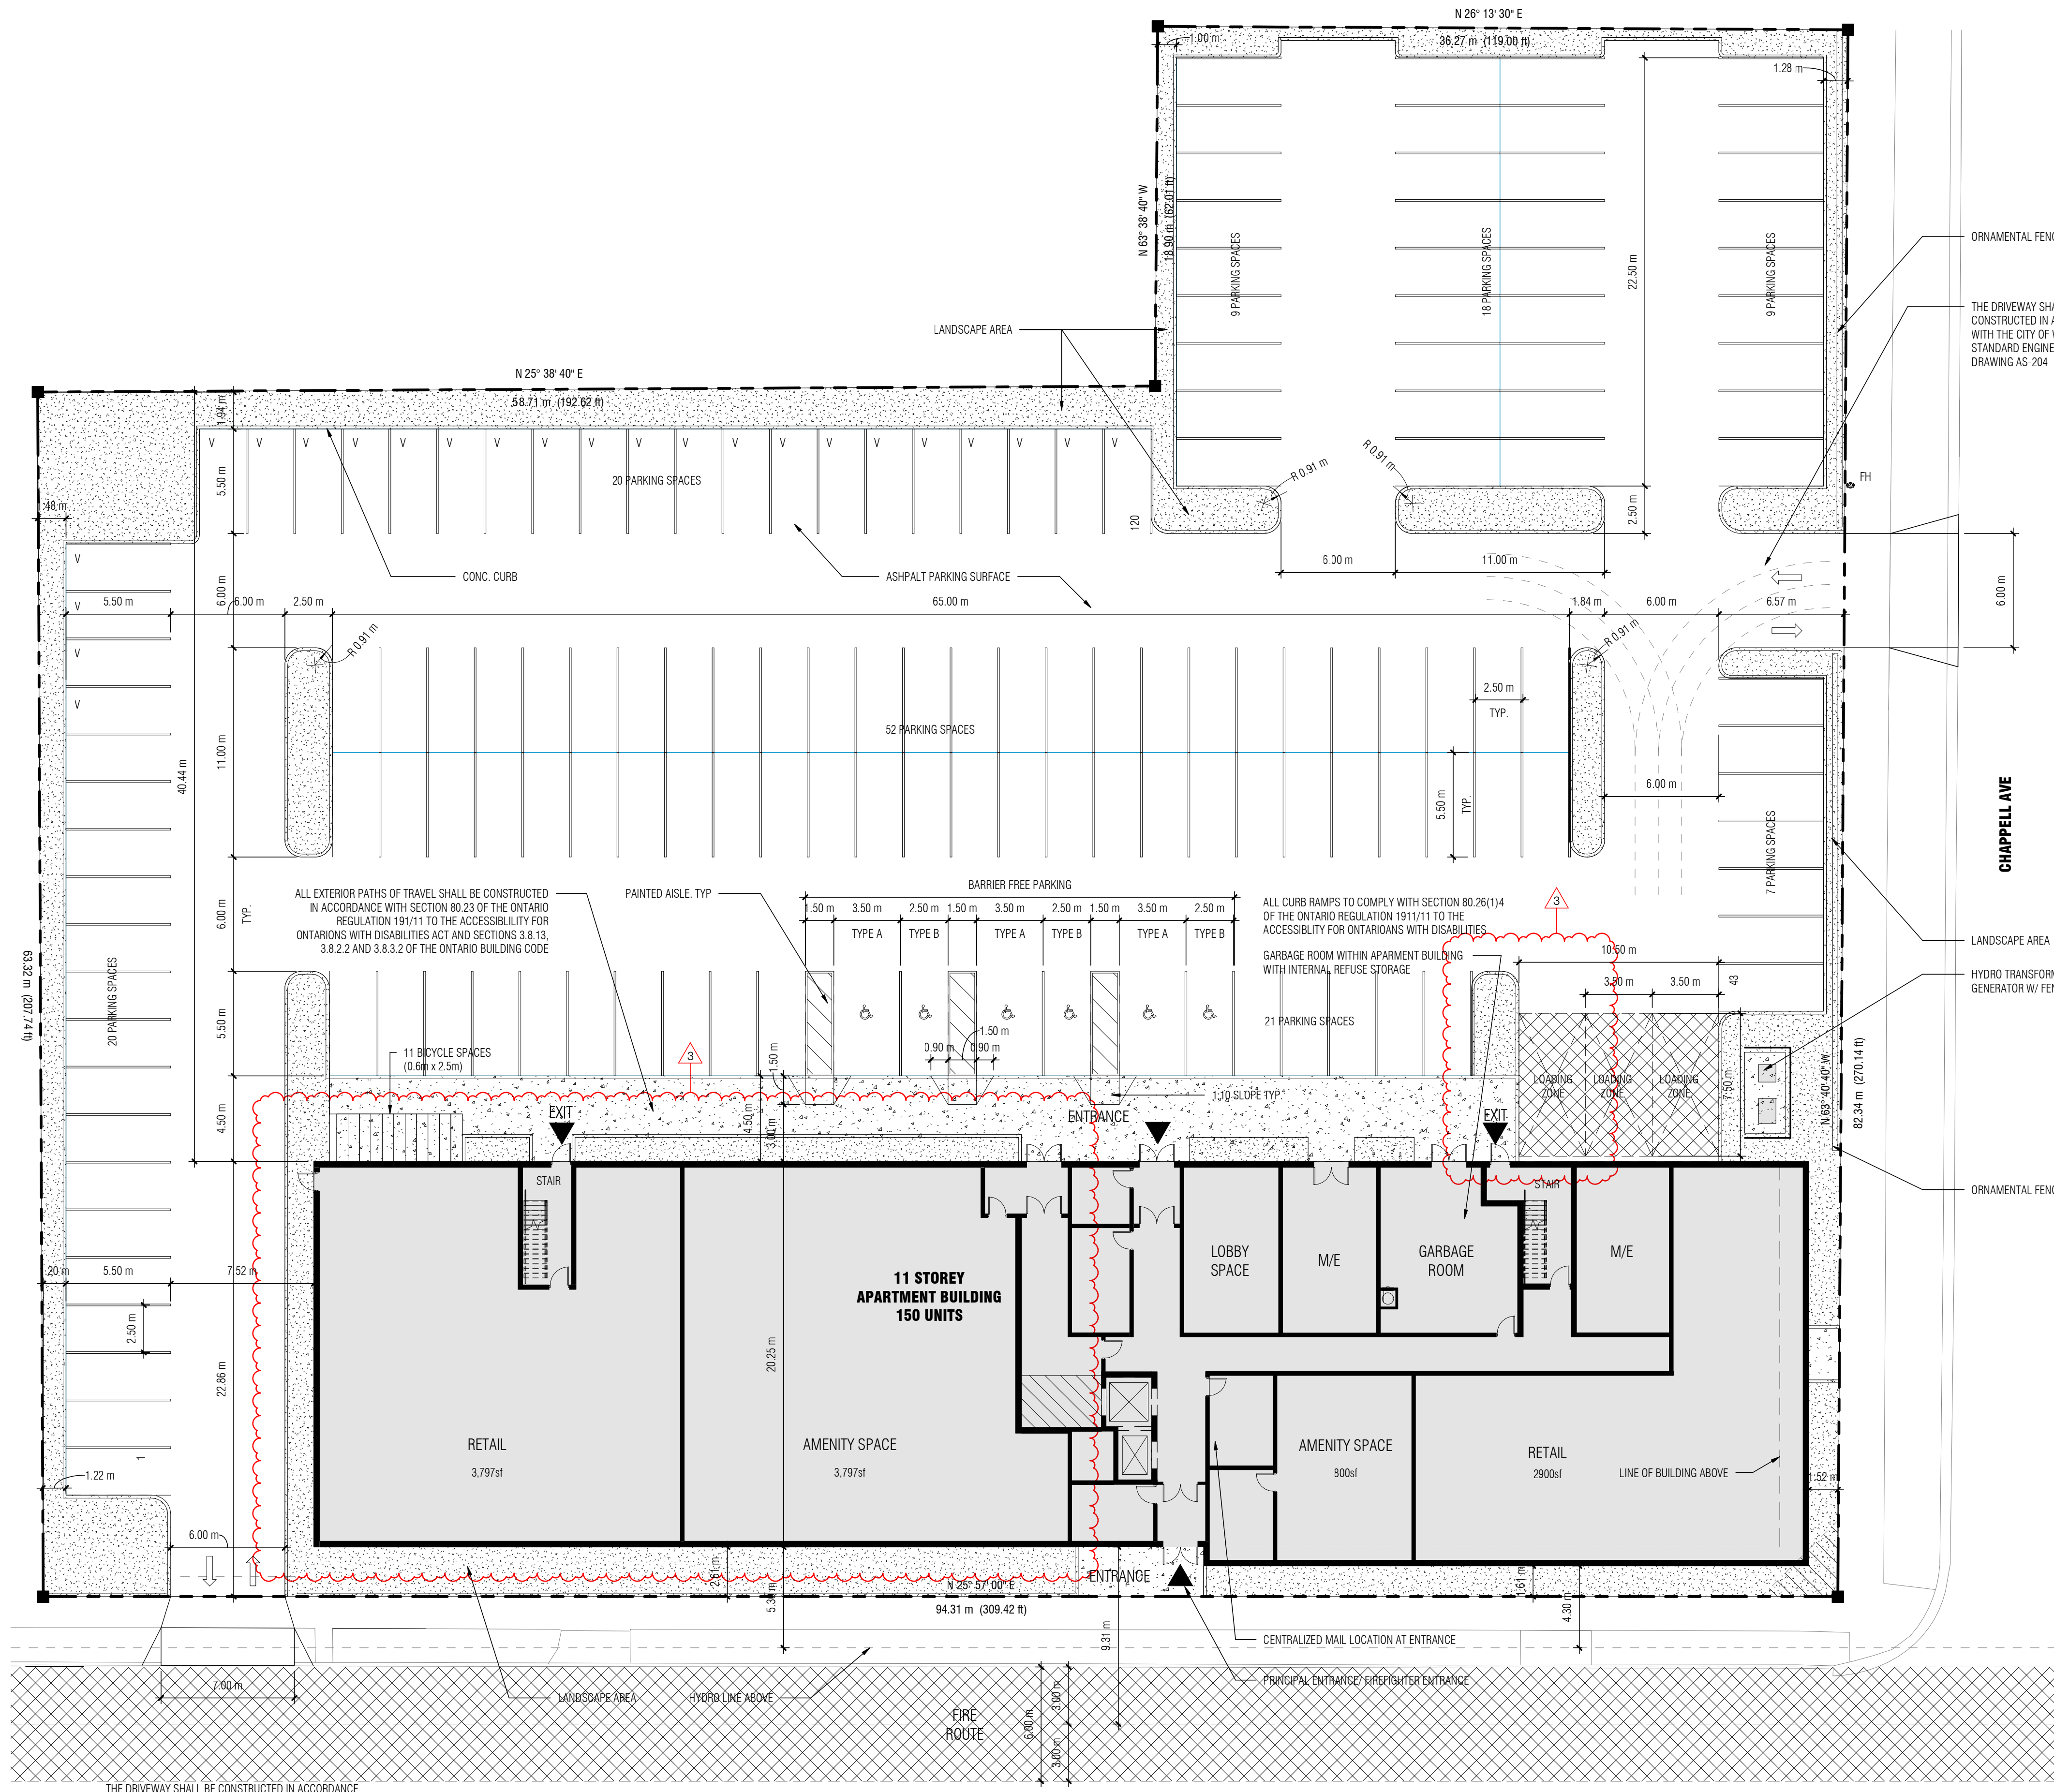 N 26° 13' 30" E
36.27 m (119.00 ft)
1.00 m
1.28 m
N 63° 38' 40" W
18.90 m (62.01 ft)
9 PARKING SPACES
18 PARKING SPACES
22.50 m
9 PARKING SPACES
THE DRIVEWAY SHA
CONSTRUCTED IN A
WITH THE CITY OF
STANDARD ENGINE
DRAWING AS-204
ORNAMENTAL FEN
LANDSCAPE AREA
N 25° 38' 40" E
58.71 m (192.62 ft)
1.94 m
V V V V V V V V V V V V V V V V V V V V
20 PARKING SPACES
5.50 m
.48 m
R 0.91 m
R 0.91 m
FH
2.50 m
120
CONC. CURB
ASHPALT PARKING SURFACE
6.00 m
11.00 m
V
V
V
V
5.50 m
6.00 m
6.00 m
2.50 m
65.00 m
1.84 m
6.00 m
6.57 m
6.00 m
R 0.91 m
R 0.91 m
2.50 m
TYP.
52 PARKING SPACES
11.00 m
40.44 m
5.50 m
TYP.
6.00 m
7 PARKING SPACES
CHAPPELL AVE
ALL EXTERIOR PATHS OF TRAVEL SHALL BE CONSTRUCTED
IN ACCORDANCE WITH SECTION 80.23 OF THE ONTARIO
REGULATION 191/11 TO THE ACCESSIBLILITY FOR
ONTARIONS WITH DISABILITIES ACT AND SECTIONS 3.8.13,
3.8.2.2 AND 3.8.3.2 OF THE ONTARIO BUILDING CODE
PAINTED AISLE. TYP
BARRIER FREE PARKING
1.50 m 3.50 m 2.50 m 1.50 m 3.50 m 2.50 m 1.50 m 3.50 m 2.50 m
TYPE A TYPE B TYPE A TYPE B TYPE A TYPE B
ALL CURB RAMPS TO COMPLY WITH SECTION 80.26(1)4
OF THE ONTARIO REGULATION 1911/11 TO THE
ACCESSIBLITY FOR ONTARIOANS WITH DISABILITIES
GARBAGE ROOM WITHIN APARMENT BUILDING
WITH INTERNAL REFUSE STORAGE
3
10.50 m
3.50 m
3.50 m
43
LANDSCAPE AREA
HYDRO TRANSFORM
GENERATOR W/ FEN
6.00 m
TYP.
63.32 m (207.74 ft)
20 PARKING SPACES
5.50 m
21 PARKING SPACES
1.50 m
0.90 m
0.90 m
11 BICYCLE SPACES
(0.6m x 2.5m)
3
1.50 m
4.50 m
4.50 m
3.00 m
1:10 SLOPE TYP.
LOADING
ZONE
LOADING
ZONE
LOADING
ZONE
7.50 m
N 63° 40' 40" W
82.34 m (270.14 ft)
EXIT
ENTRANCE
EXIT
ORNAMENTAL FEN
STAIR
STAIR
LOBBY
SPACE
M/E
GARBAGE
ROOM
M/E
11 STOREY
APARTMENT BUILDING
150 UNITS
.20 m
5.50 m
7.52 m
2.50 m
20.25 m
22.86 m
RETAIL
3,797sf
AMENITY SPACE
3,797sf
AMENITY SPACE
800sf
RETAIL
2900sf
LINE OF BUILDING ABOVE
1
1.22 m
1.52 m
6.00 m
2.61 m
5.36 m
N 25° 57' 00" E
94.31 m (309.42 ft)
ENTRANCE
1.61 m
4.30 m
9.31 m
CENTRALIZED MAIL LOCATION AT ENTRANCE
PRINCIPAL ENTRANCE/ FIREFIGHTER ENTRANCE
7.00 m
LANDSCAPE AREA
HYDRO LINE ABOVE
FIRE
ROUTE
6.00 m
3.00 m
3.00 m
THE DRIVEWAY SHALL BE CONSTRUCTED IN ACCORDANCE